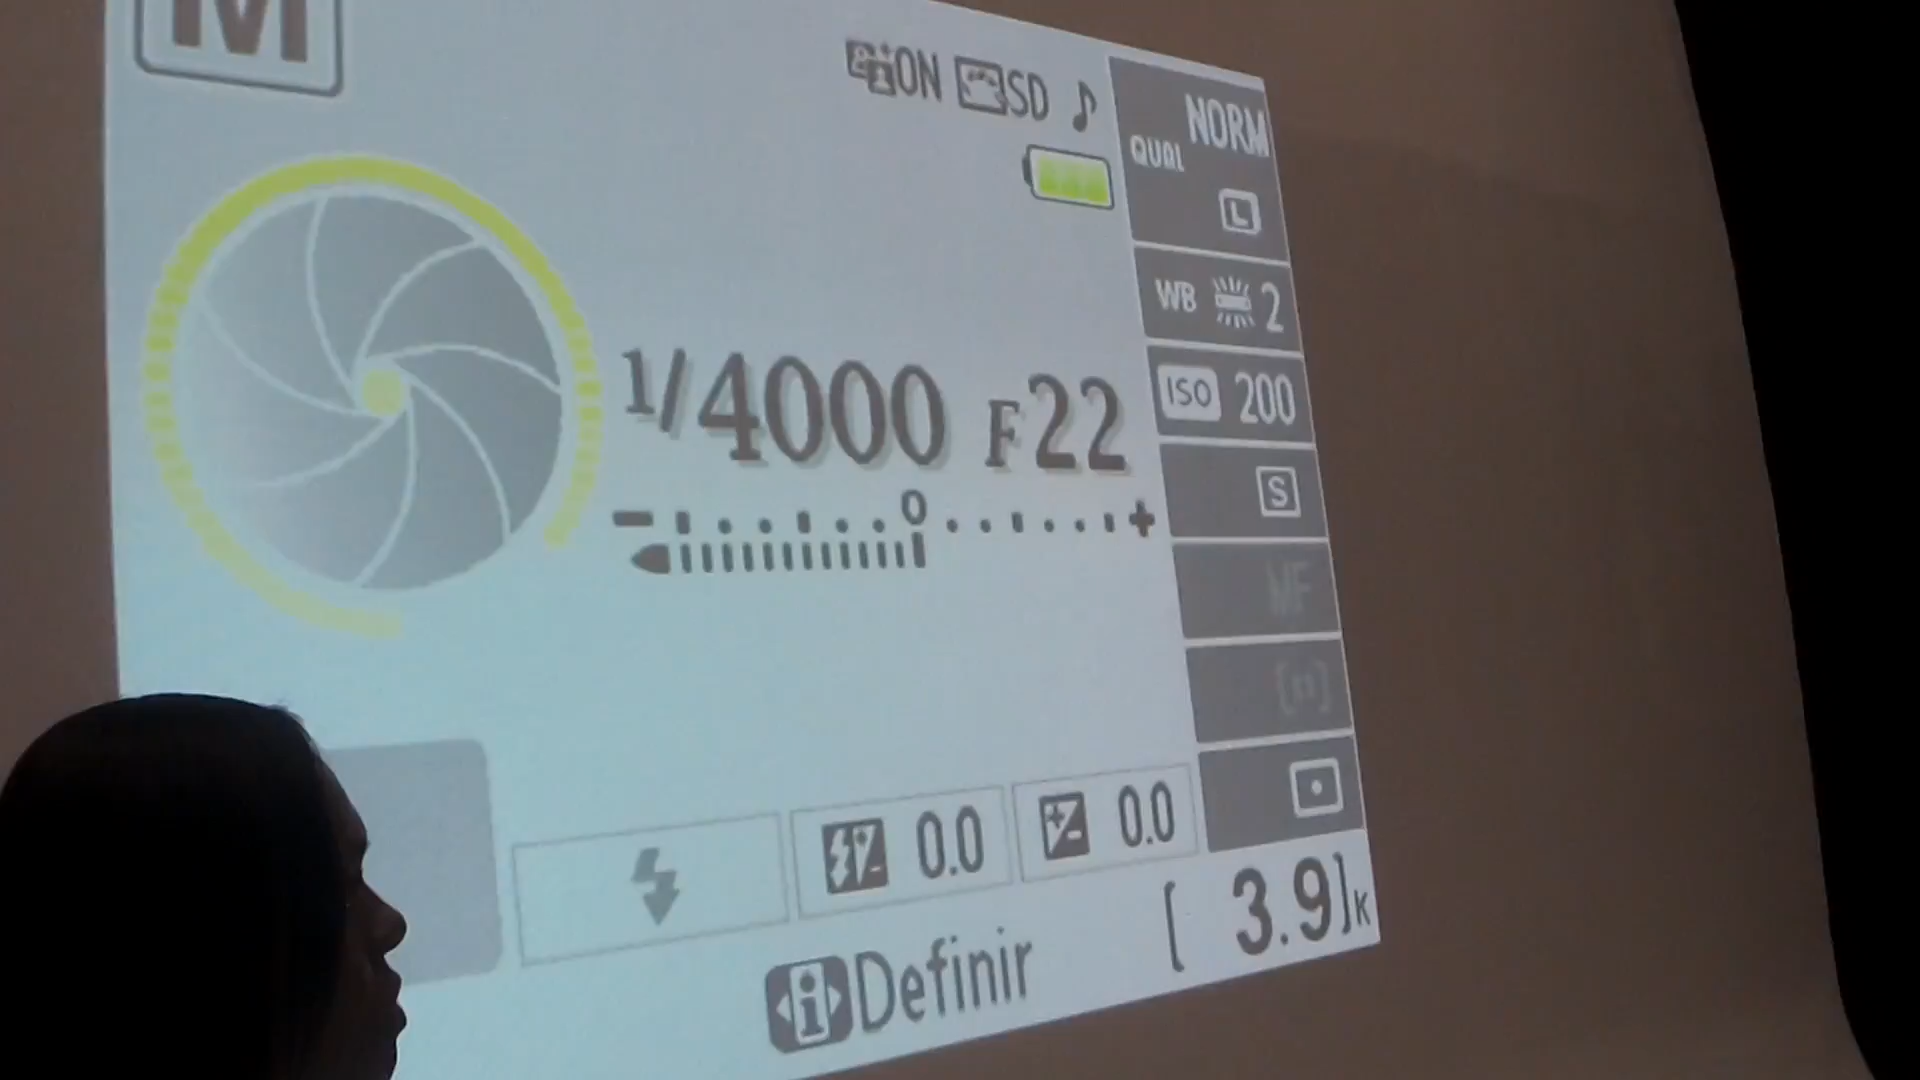 M
ON SD
NORM
QUAL
L
WB 2
1/4000 F22
ISO 200
- 0 +
S
MF
0.0 0.0
[ 3.9]K
i Definir